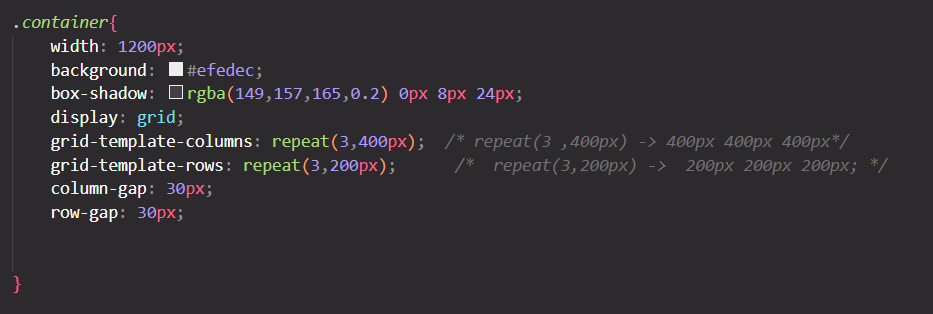 .container{
width: 1200px;
background: #efedec;
box-shadow: rgba(149,157,165,0.2) 0px 8px 24px;
display: grid;
grid-template-columns: repeat(3,400px);  /* repeat(3 ,400px) -> 400px 400px 400px*/
grid-template-rows: repeat(3,200px);      /*  repeat(3,200px) ->  200px 200px 200px; */
column-gap: 30px;
row-gap: 30px;
}